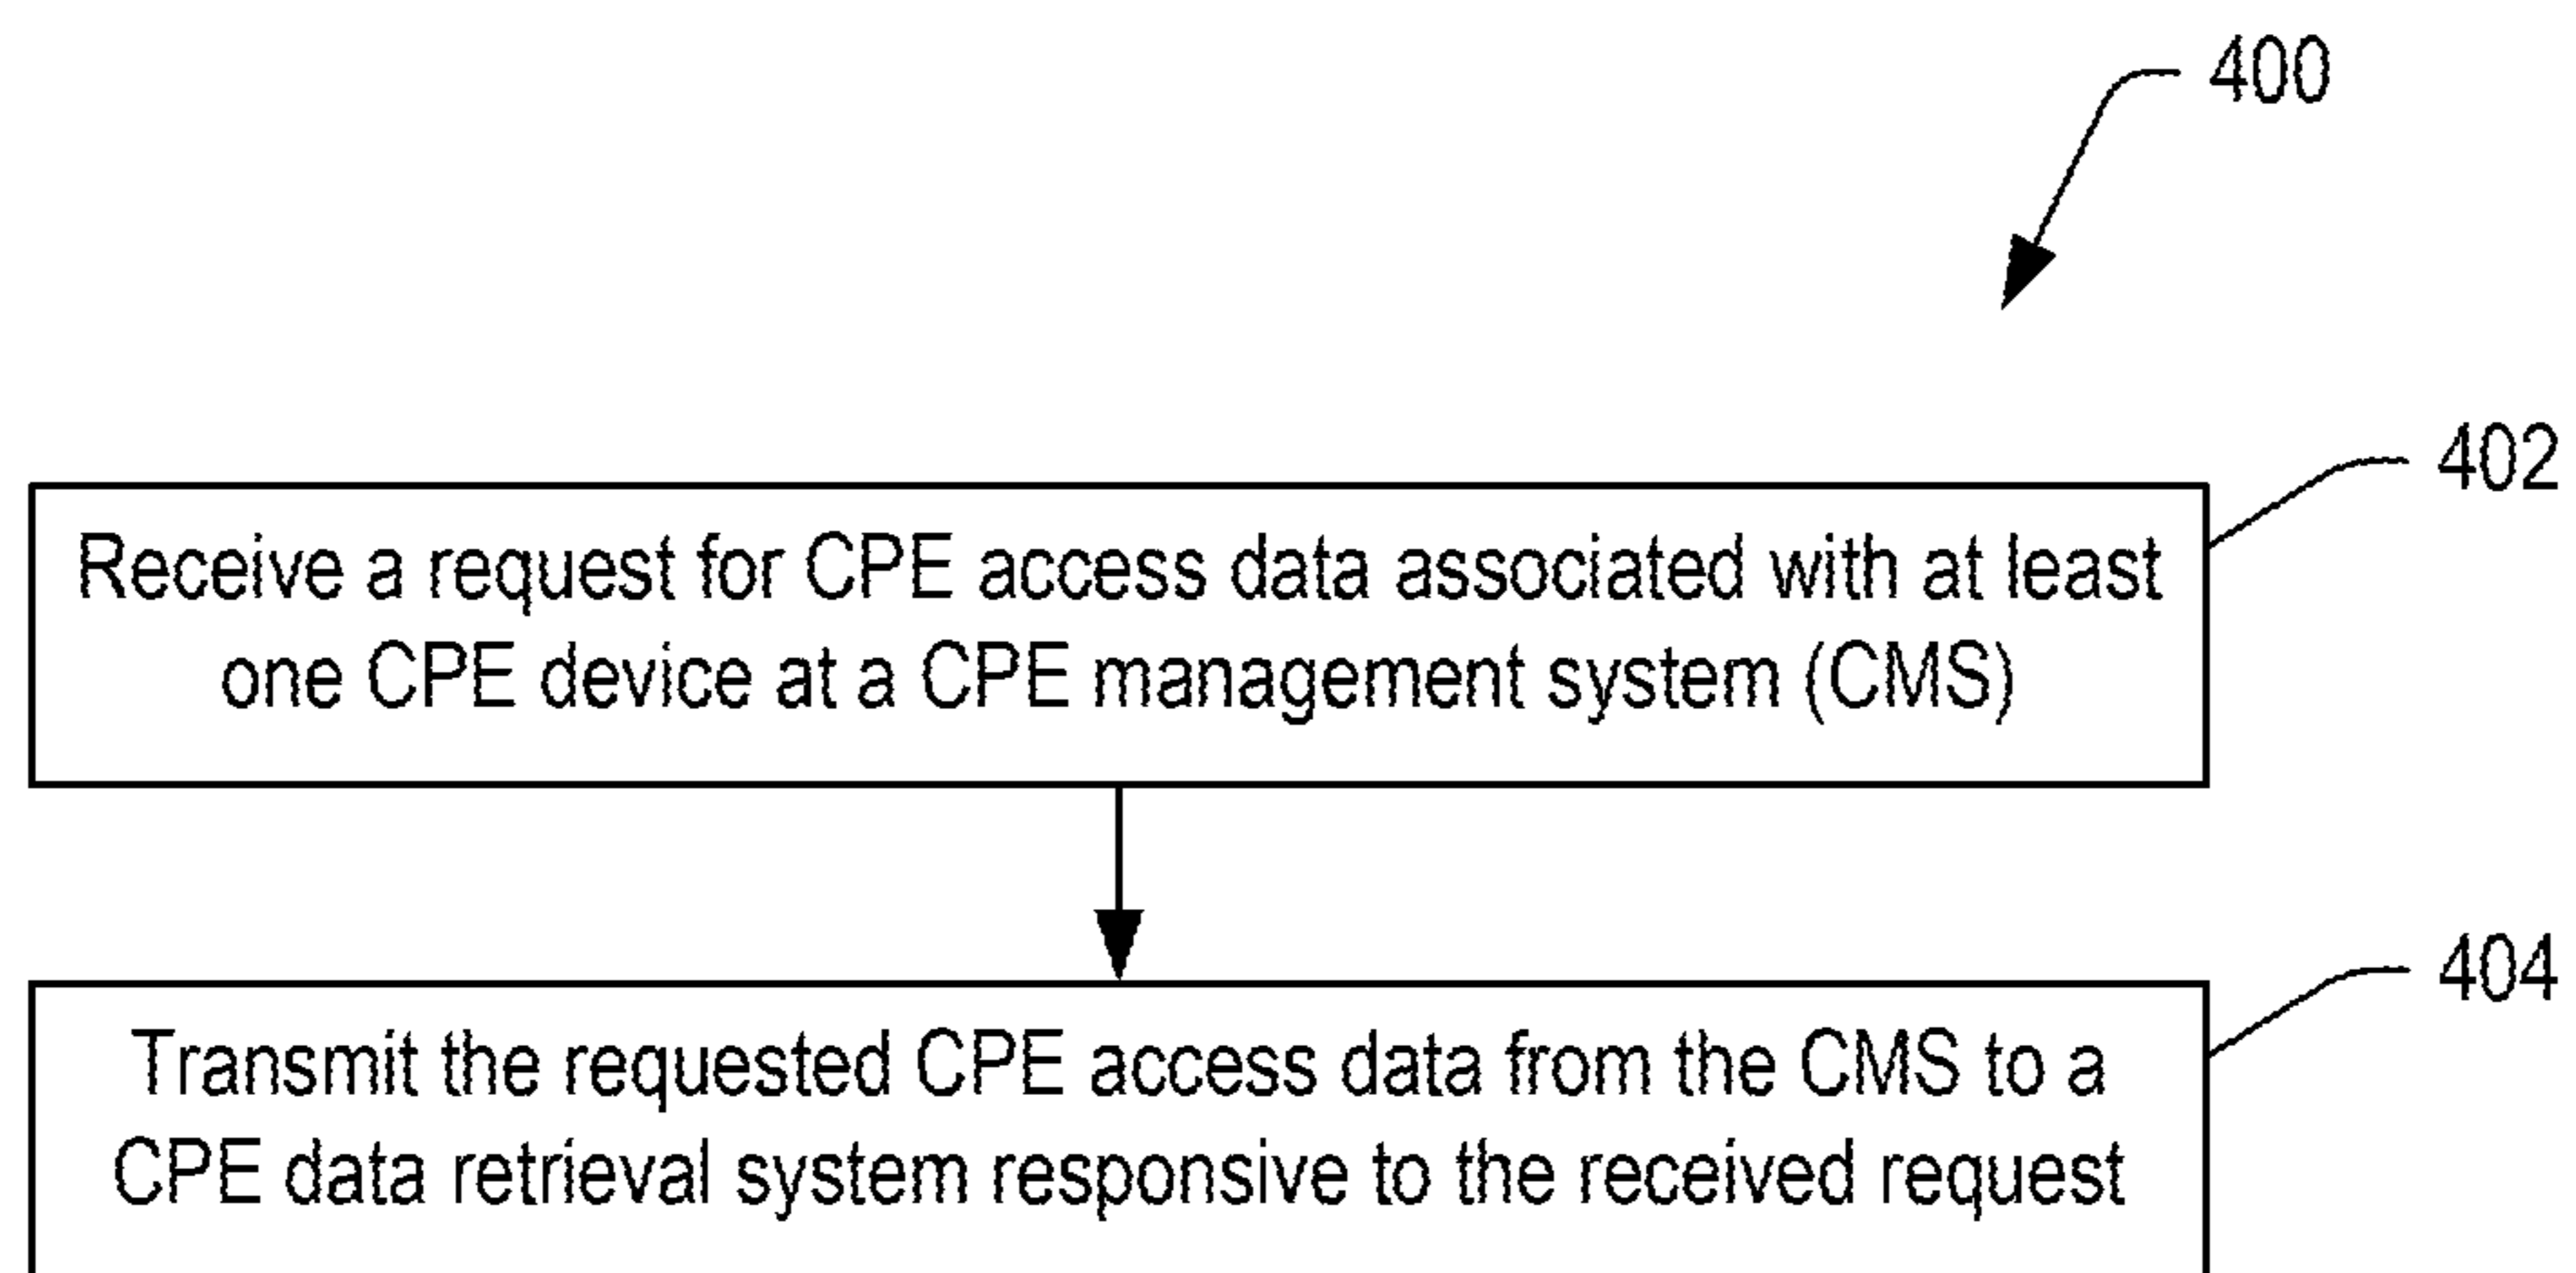 400
402
Receive a request for CPE access data associated with at least
one CPE device at a CPE management system (CMS)
404
Transmit the requested CPE access data from the CMS to a
CPE data retrieval system responsive to the received request